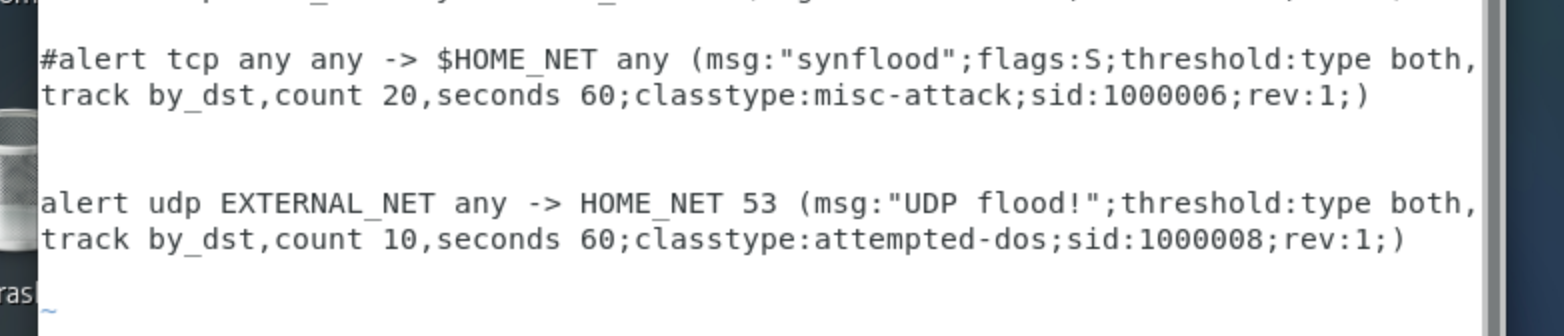 #alert tcp any any -> $HOME_NET any (msg:"synflood";flags:S;threshold:type both,
track by_dst,count 20,seconds 60;classtype:misc-attack;sid:1000006;rev:1;)
alert udp EXTERNAL_NET any -> HOME_NET 53 (msg:"UDP flood!";threshold:type both,
track by_dst,count 10,seconds 60;classtype:attempted-dos;sid:1000008;rev:1;)
~